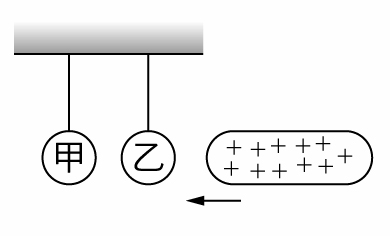 甲 乙
+ + + + + +
+ + + + +